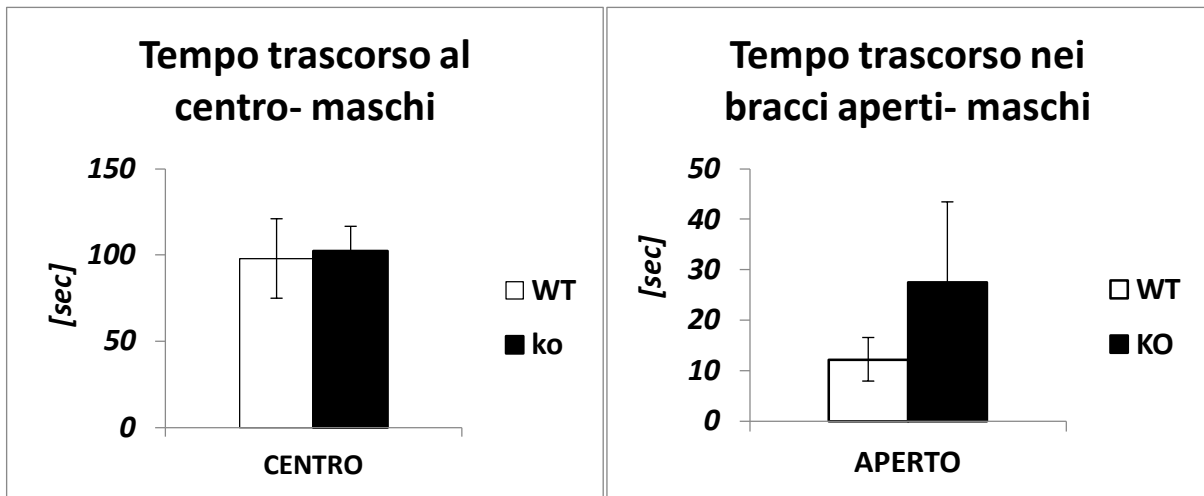 Tempo trascorso al
centro- maschi
150
100
50
0
[sec]
CENTRO
WT
ko
Tempo trascorso nei
bracci aperti- maschi
50
40
30
20
10
0
[sec]
APERTO
WT
KO